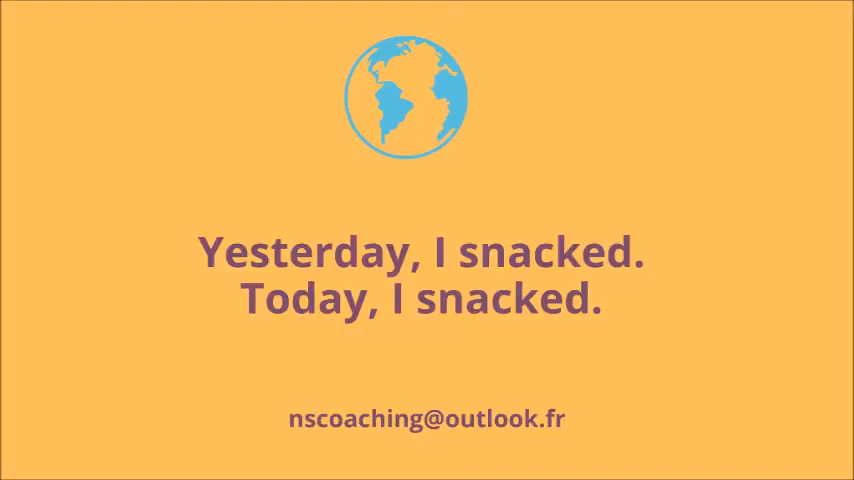 Yesterday, I snacked.
Today, I snacked.
nscoaching@outlook.fr